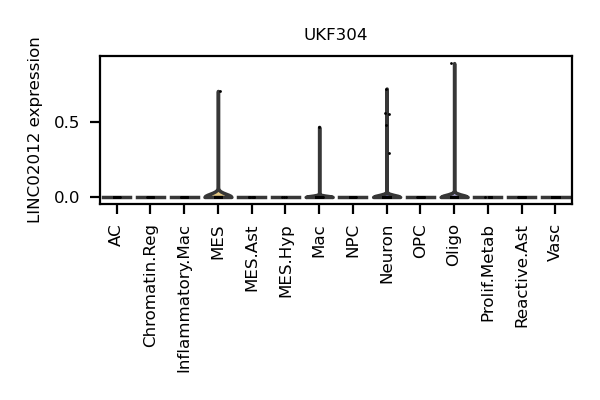 UKF304
LINC02012 expression
0.5
0.0
AC
Chromatin.Reg
Inflammatory.Mac
MES
MES.Ast
MES.Hyp
Mac
NPC
Neuron
OPC
Oligo
Prolif.Metab
Reactive.Ast
Vasc